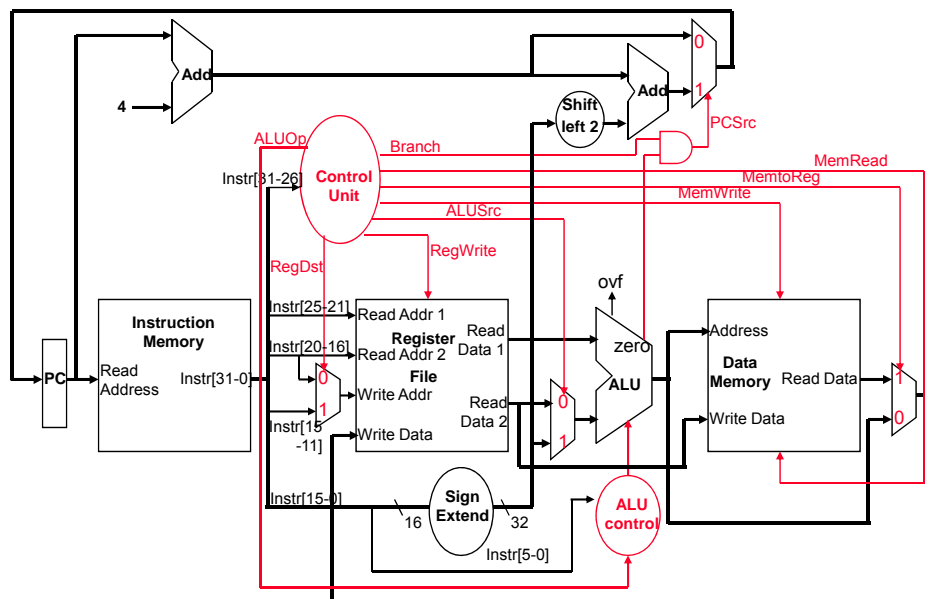 Add
4
Add
0
1
Shift
left 2
PCSrc
ALUOp
Branch
MemRead
Instr[31-26]
Control
Unit
MemtoReg
MemWrite
ALUSrc
RegWrite
RegDst
ovf
Instruction
Memory
Instr[25-21]
Read Addr 1
Register
Read
Data 1
zero
Address
Instr[20-16]
Read Addr 2
File
ALU
Data
Memory
PC
Read
Address
Instr[31-0]
0
1
Write Addr
Read
Data 2
0
1
Read Data
1
0
Instr[15
-11]
Write Data
Write Data
Instr[15-0]
16
Sign
Extend
32
ALU
control
Instr[5-0]